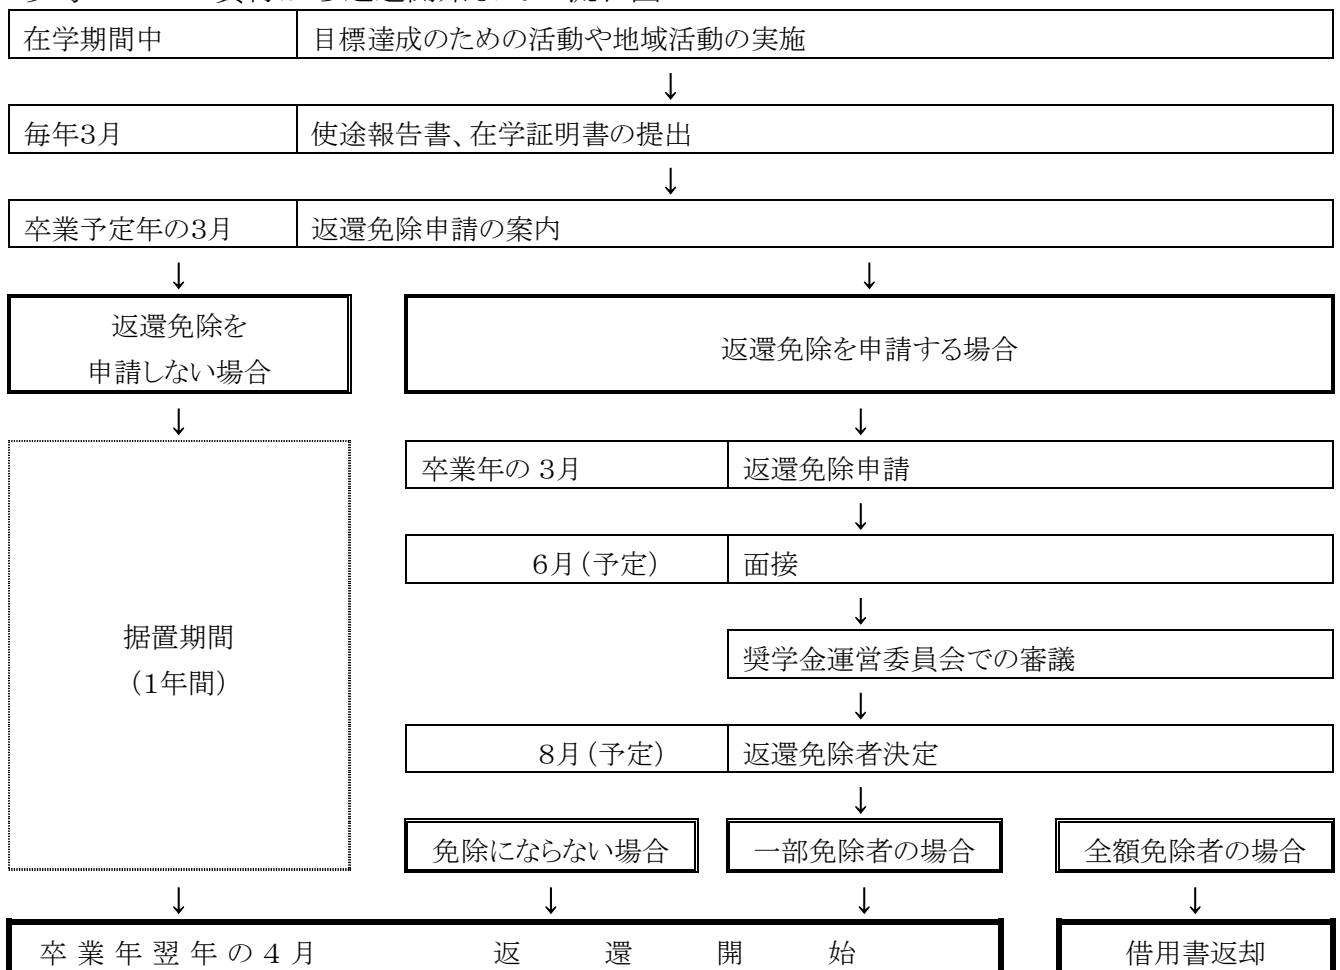 在学期間中 目標達成のための活動や地域活動の実施
↓
毎年3月 使途報告書、在学証明書の提出
↓
卒業予定年の3月 返還免除申請の案内
↓ ↓
返還免除を
申請しない場合
返還免除を申請する場合
↓ ↓
卒業年の 3月 返還免除申請
↓
6月(予定) 面接
↓
据置期間
(1年間)
奨学金運営委員会での審議
↓
8月(予定) 返還免除者決定
↓
免除にならない場合 一部免除者の場合 全額免除者の場合
↓ ↓ ↓ ↓
卒業年翌年の4月 返還開始 借用書返却